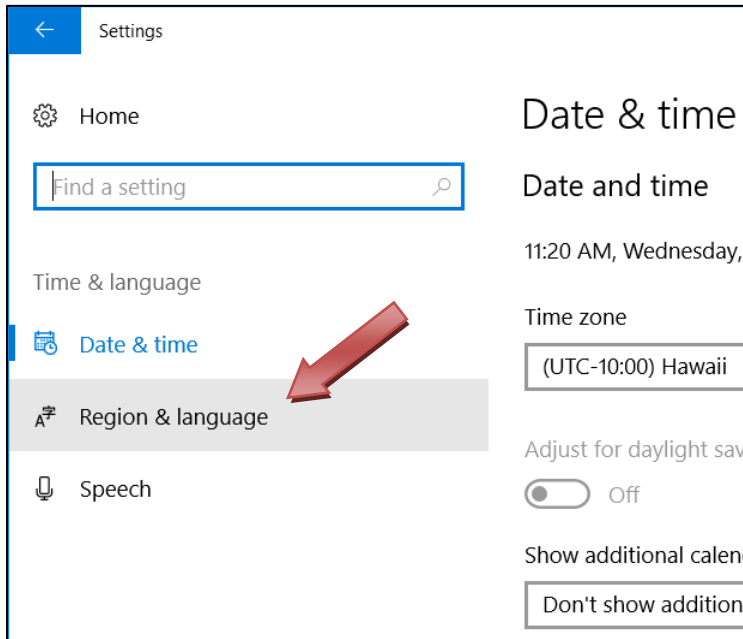 Settings
Home
Find a setting
Time & language
Date & time
Region & language
Speech
Date & time
Date and time
11:20 AM, Wednesday,
Time zone
(UTC-10:00) Hawaii
Adjust for daylight sav
Off
Show additional calen
Don't show addition